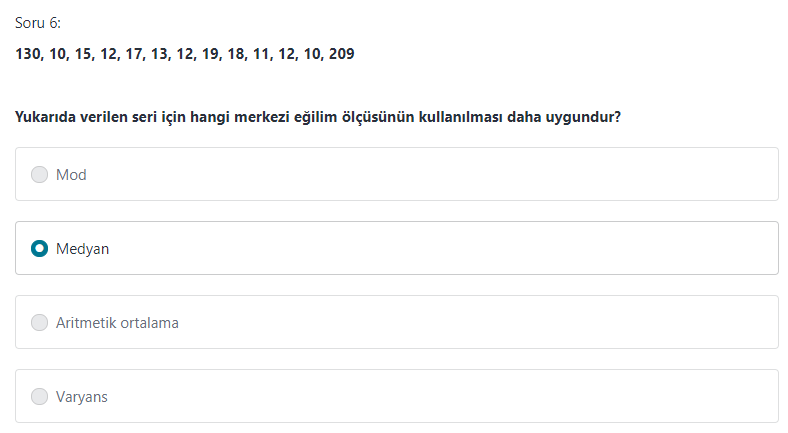 Soru 6:
130, 10, 15, 12, 17, 13, 12, 19, 18, 11, 12, 10, 209
Yukarıda verilen seri için hangi merkezi eğilim ölçüsünün kullanılması daha uygundur?
Mod
Medyan
Aritmetik ortalama
Varyans